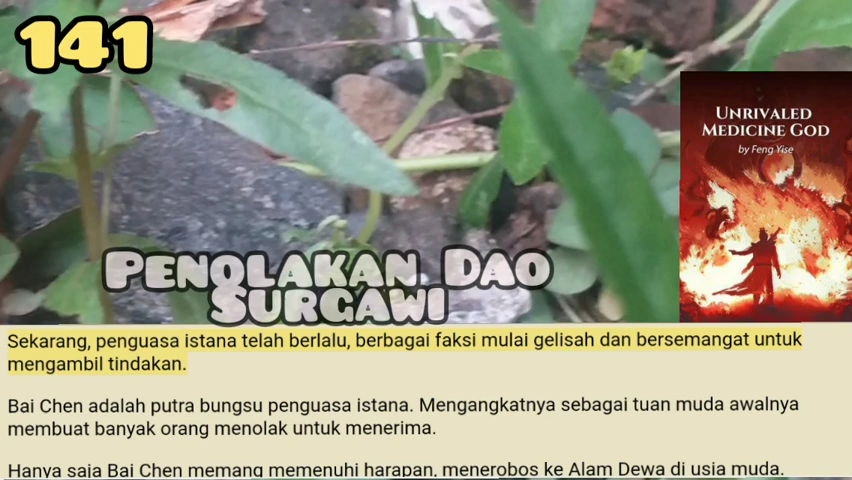 141
UNRIVALED
MEDICINE GOD
by Feng Yise
PENOLAKAN DAO
SURGAWI
Sekarang, penguasa istana telah berlalu, berbagai faksi mulai gelisah dan bersemangat untuk
mengambil tindakan.
Bai Chen adalah putra bungsu penguasa istana. Mengangkatnya sebagai tuan muda awalnya
membuat banyak orang menolak untuk menerima.
Hanya saja Bai Chen memang memenuhi harapan, menerobos ke Alam Dewa di usia muda.